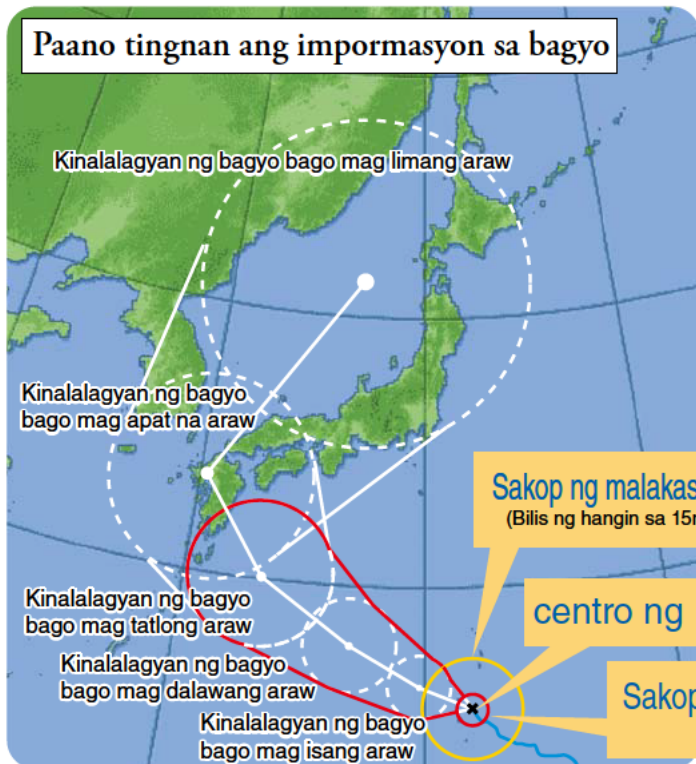 Paano tingnan ang impormasyon sa bagyo
Kinalalagyan ng bagyo bago mag limang araw
Kinalalagyan ng bagyo
bago mag apat na araw
Sakop ng malakas
(Bilis ng hangin sa 15m
Kinalalagyan ng bagyo
bago mag tatlong araw
centro ng
Kinalalagyan ng bagyo
bago mag dalawang araw
Sakop
Kinalalagyan ng bagyo
bago mag isang araw